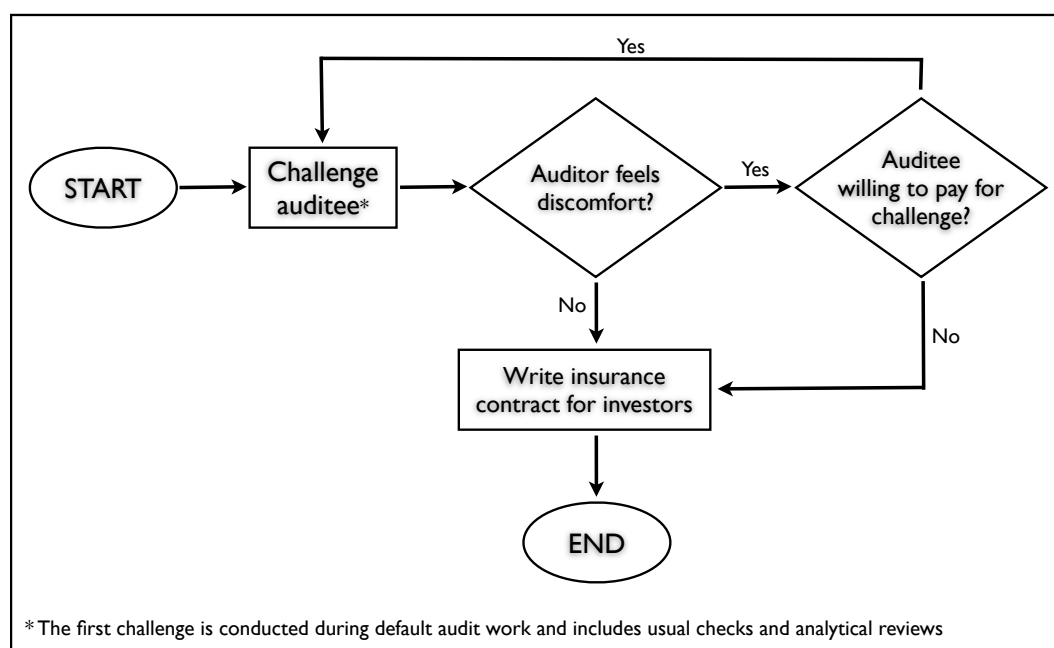 Yes
START
Challenge
auditee*
Auditor feels
discomfort?
Yes
Auditee
willing to pay for
challenge?
No
No
Write insurance
contract for investors
END
* The first challenge is conducted during default audit work and includes usual checks and analytical reviews